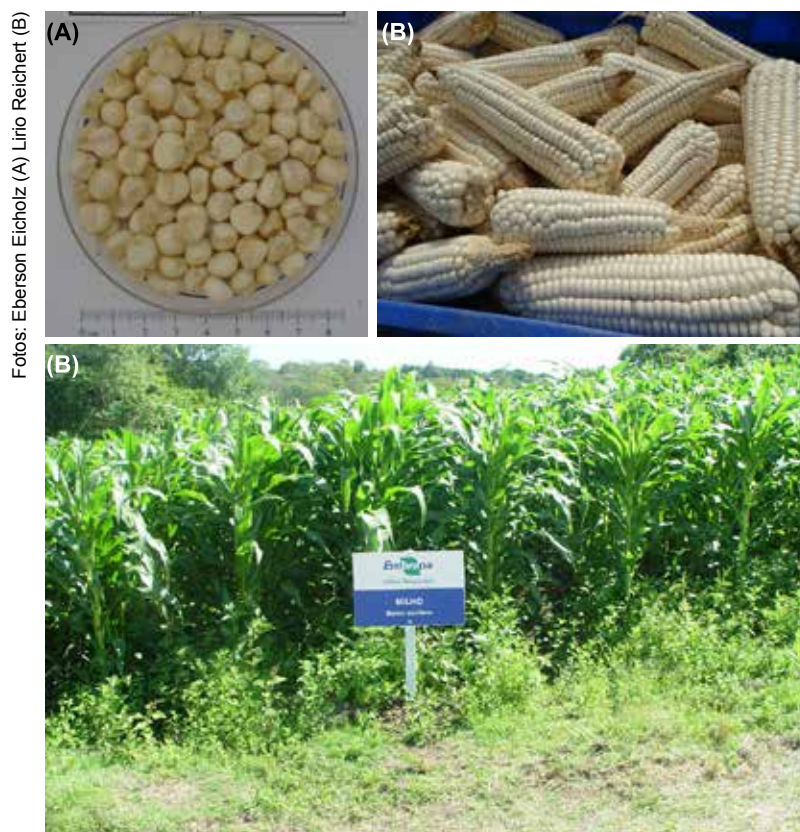 Fotos: Eberson Eicholz (A) Lirio Reichert (B)
(A)
(B)
(B)
Embrapa
MILHO